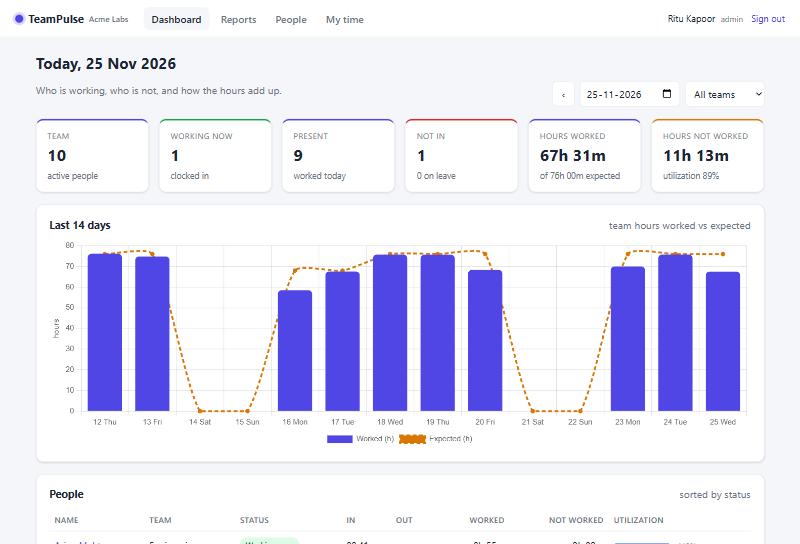 TeamPulse Acme Labs Dashboard Reports People My time Ritu Kapoor admin Sign out
Today, 25 Nov 2026
Who is working, who is not, and how the hours add up.
‹ 25-11-2026 All teams
TEAM
10
active people
WORKING NOW
1
clocked in
PRESENT
9
worked today
NOT IN
1
0 on leave
HOURS WORKED
67h 31m
of 76h 00m expected
HOURS NOT WORKED
11h 13m
utilization 89%
Last 14 days team hours worked vs expected
80
70
60
50
40
30
20
10
0
hours
12 Thu 13 Fri 14 Sat 15 Sun 16 Mon 17 Tue 18 Wed 19 Thu 20 Fri 21 Sat 22 Sun 23 Mon 24 Tue 25 Wed
Worked (h) Expected (h)
People sorted by status
NAME TEAM STATUS IN OUT WORKED NOT WORKED UTILIZATION